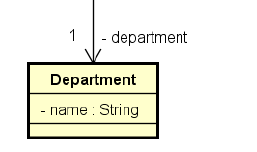 1 - department
Department
- name : String